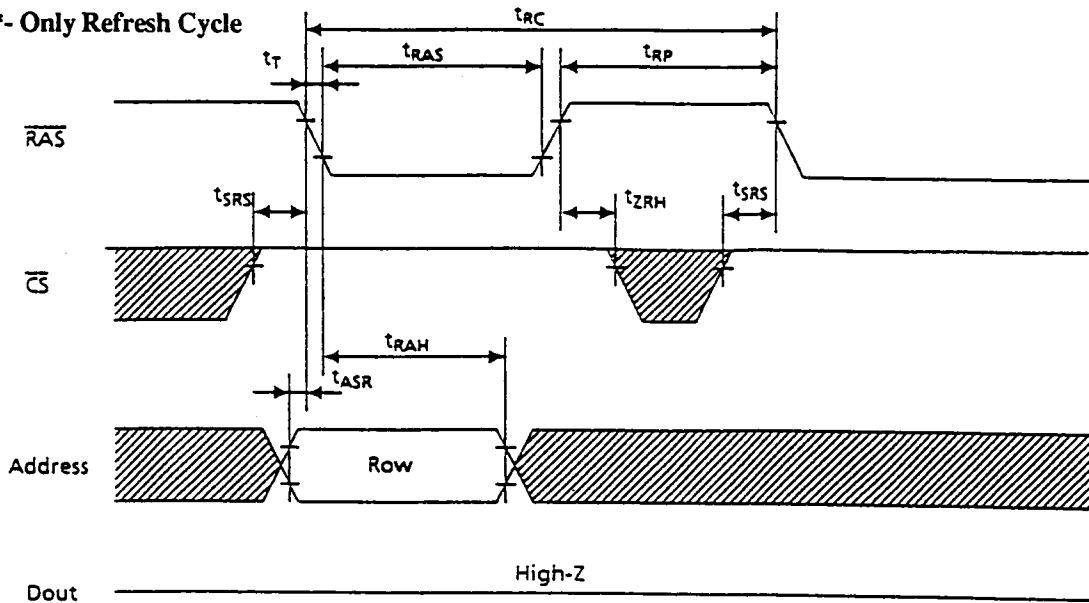 *- Only Refresh Cycle
tRC
tT
tRAS
tRP
RAS
tSRS
tZRH
tSRS
CS
tRAH
tASR
Address
Row
High-Z
Dout